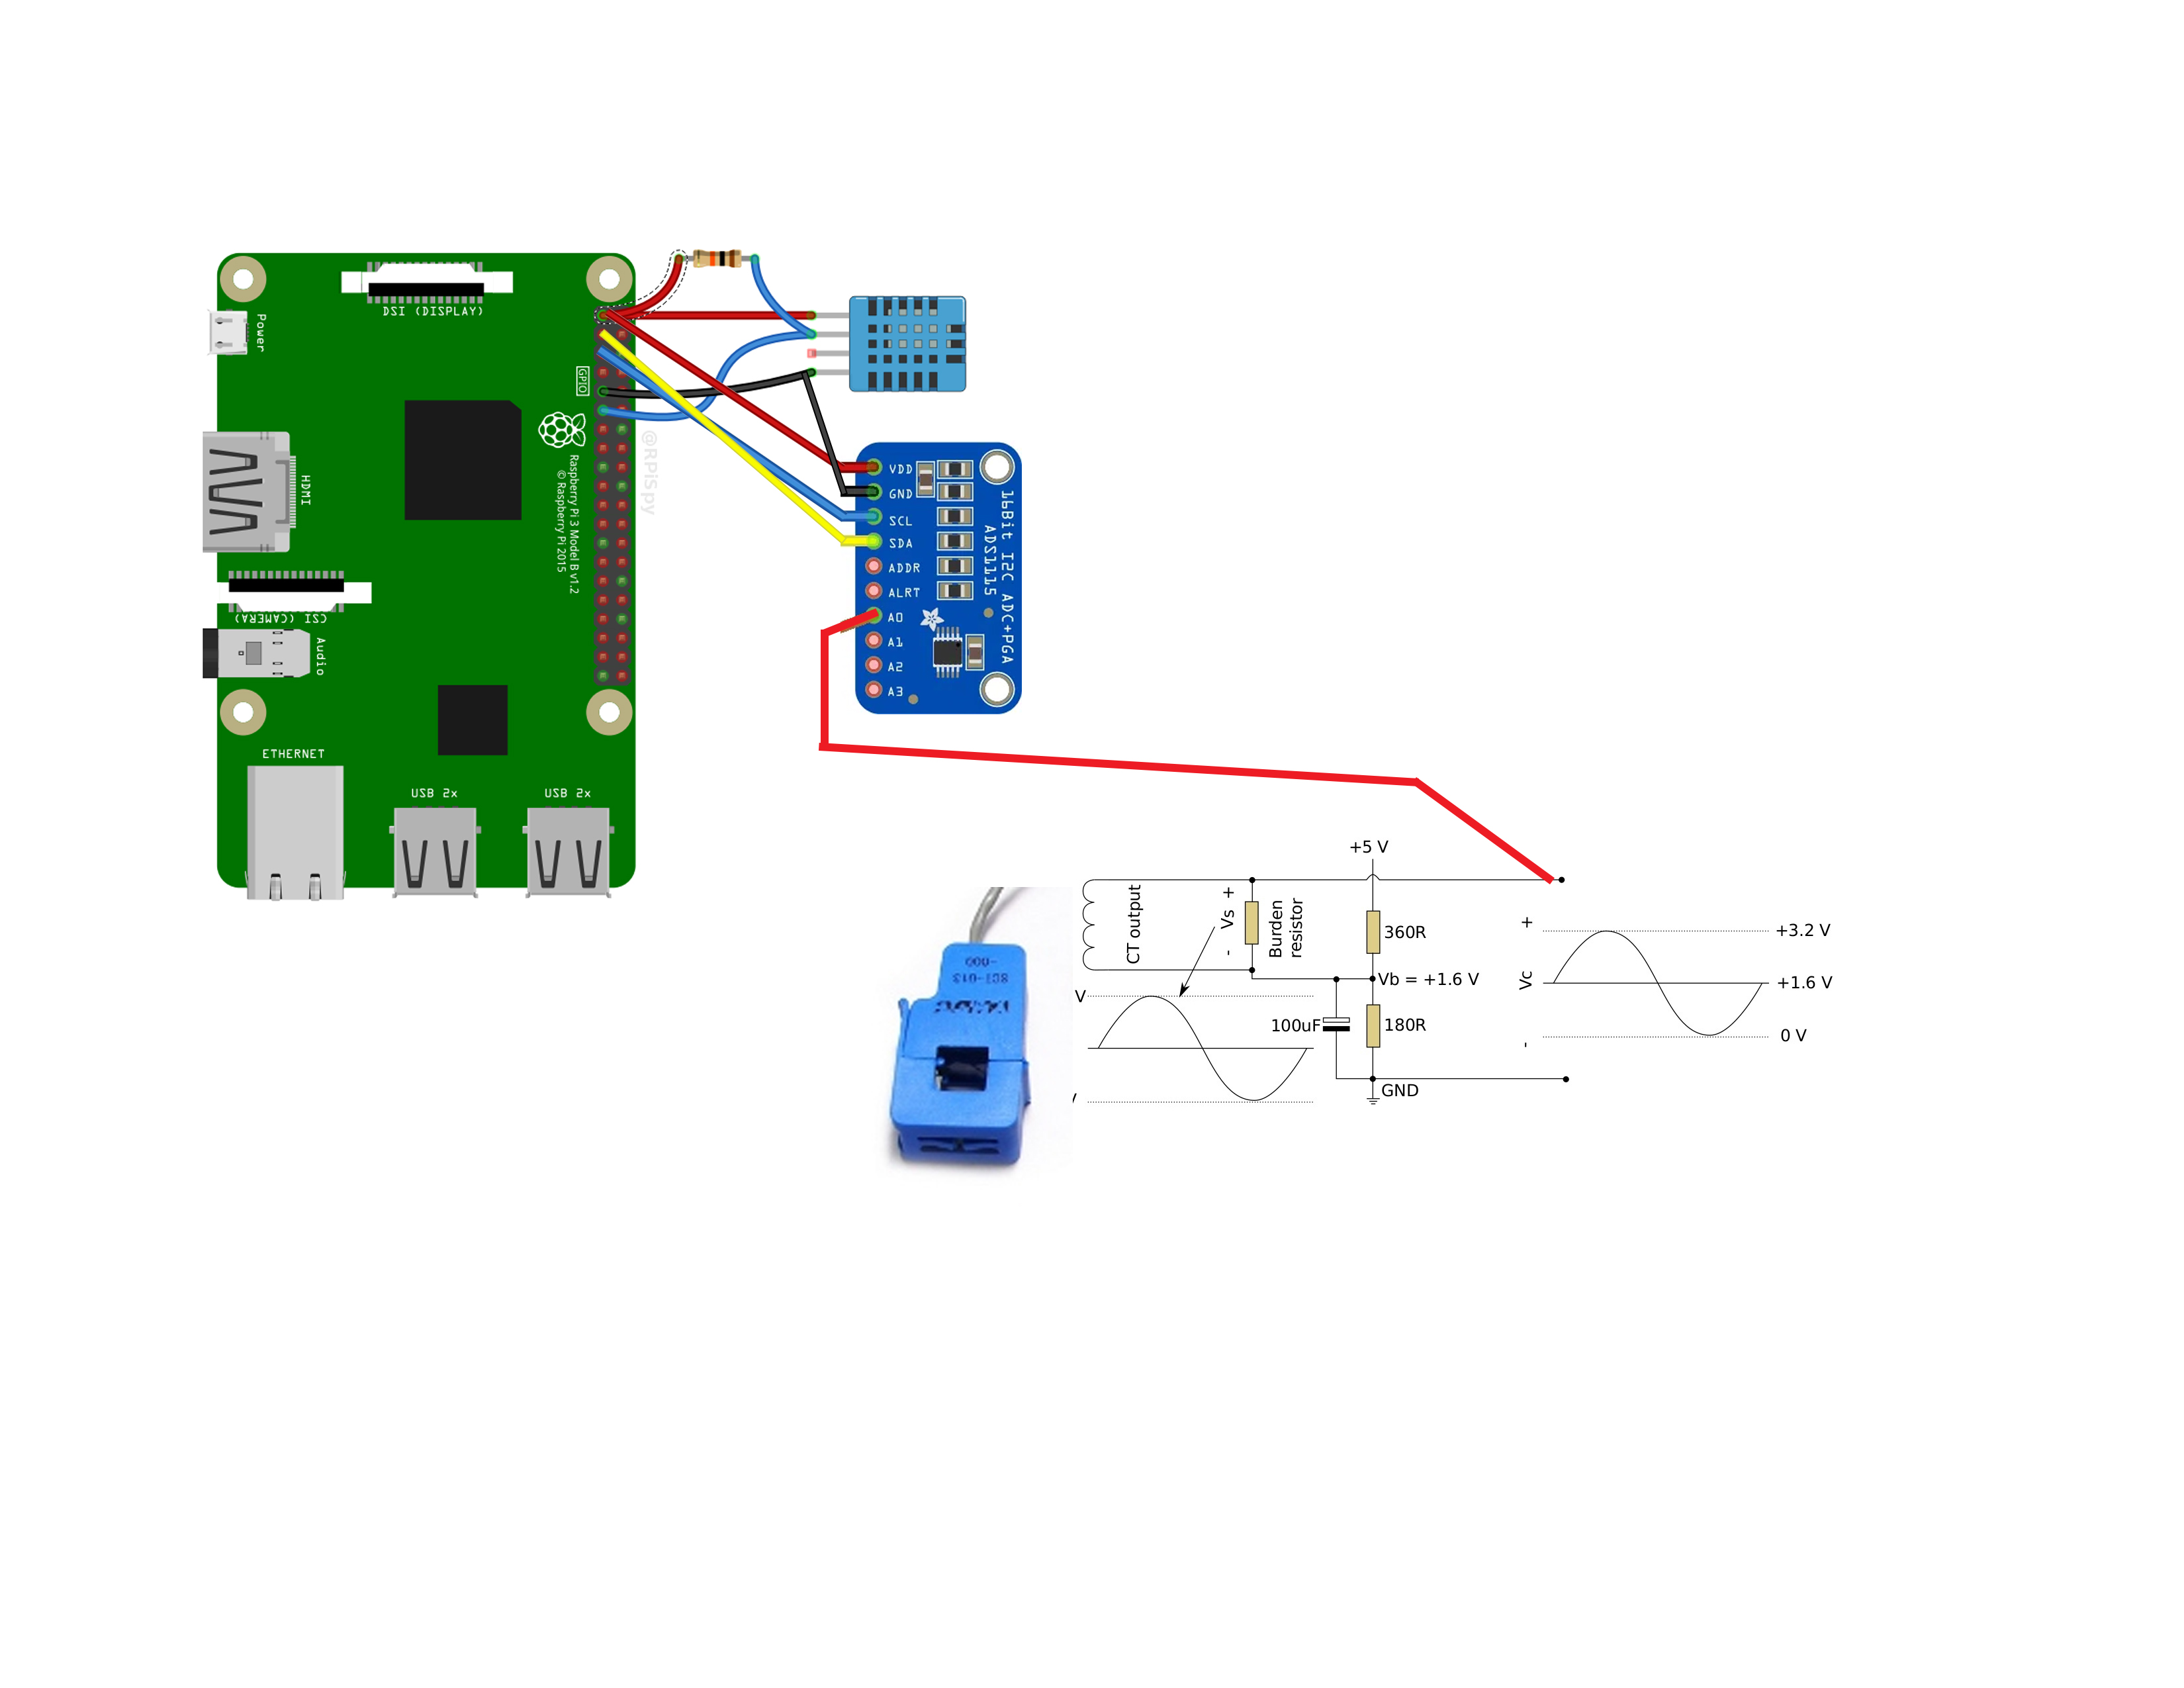 DSI (DISPLAY)
Power
GPIO
HDMI
Raspberry Pi 3 Model B v1.2
© Raspberry Pi 2015
@RPiSpy
CSI (CAMERA)
Audio
ETHERNET
USB 2x
USB 2x
VDD
GND
SCL
SDA
ADDR
ALRT
A0
A1
A2
A3
16Bit I2C ADC+PGA
ADS1115
+5 V
CT output
- Vs +
Burden
resistor
360R
Vb = +1.6 V
100uF
180R
GND
V
+
Vc
-
+3.2 V
+1.6 V
0 V
SCT-013
-000